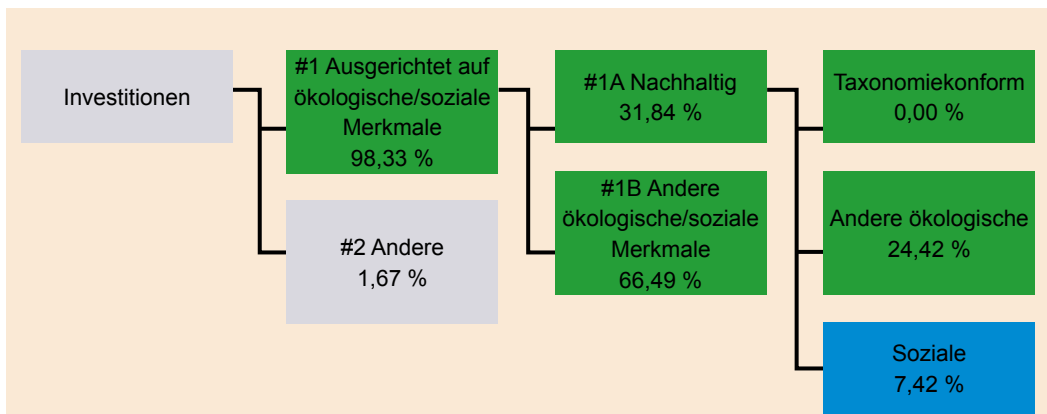 Investitionen
#1 Ausgerichtet auf
ökologische/soziale
Merkmale
98,33 %
#2 Andere
1,67 %
#1A Nachhaltig
31,84 %
#1B Andere
ökologische/soziale
Merkmale
66,49 %
Taxonomiekonform
0,00 %
Andere ökologische
24,42 %
Soziale
7,42 %